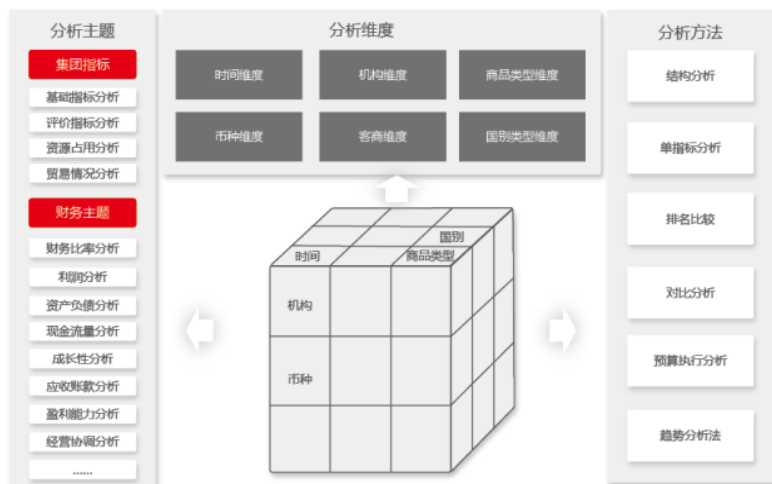 分析主题
集团指标
基础指标分析
评价指标分析
资源占用分析
贸易情况分析
财务主题
财务比率分析
利润分析
资产负债分析
现金流量分析
成长性分析
应收账款分析
盈利能力分析
经营协调分析
……
分析维度
时间维度
机构维度
商品类型维度
币种维度
客商维度
国别类型维度
国别
时间
商品类型
机构
币种
分析方法
结构分析
单指标分析
排名比较
对比分析
预算执行分析
趋势分析法